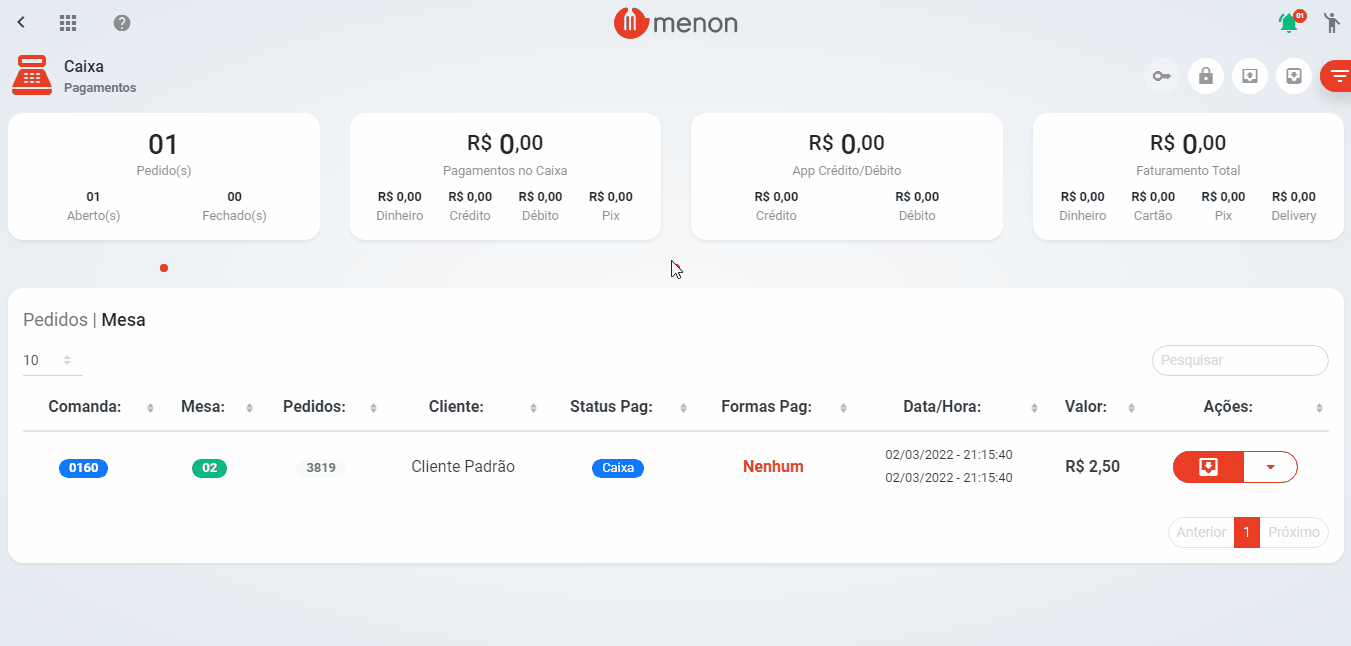 menon
01
Caixa
Pagamentos
01
Pedido(s)
01 00
Aberto(s) Fechado(s)
R$ 0,00
Pagamentos no Caixa
R$ 0,00 R$ 0,00 R$ 0,00 R$ 0,00
Dinheiro Crédito Débito Pix
R$ 0,00
App Crédito/Débito
R$ 0,00 R$ 0,00
Crédito Débito
R$ 0,00
Faturamento Total
R$ 0,00 R$ 0,00 R$ 0,00 R$ 0,00
Dinheiro Cartão Pix Delivery
Pedidos | Mesa
10 Pesquisar
Comanda: Mesa: Pedidos: Cliente: Status Pag: Formas Pag: Data/Hora: Valor: Ações:
0160 02 3819 Cliente Padrão Caixa Nenhum 02/03/2022 - 21:15:40 R$ 2,50
02/03/2022 - 21:15:40
Anterior 1 Próximo